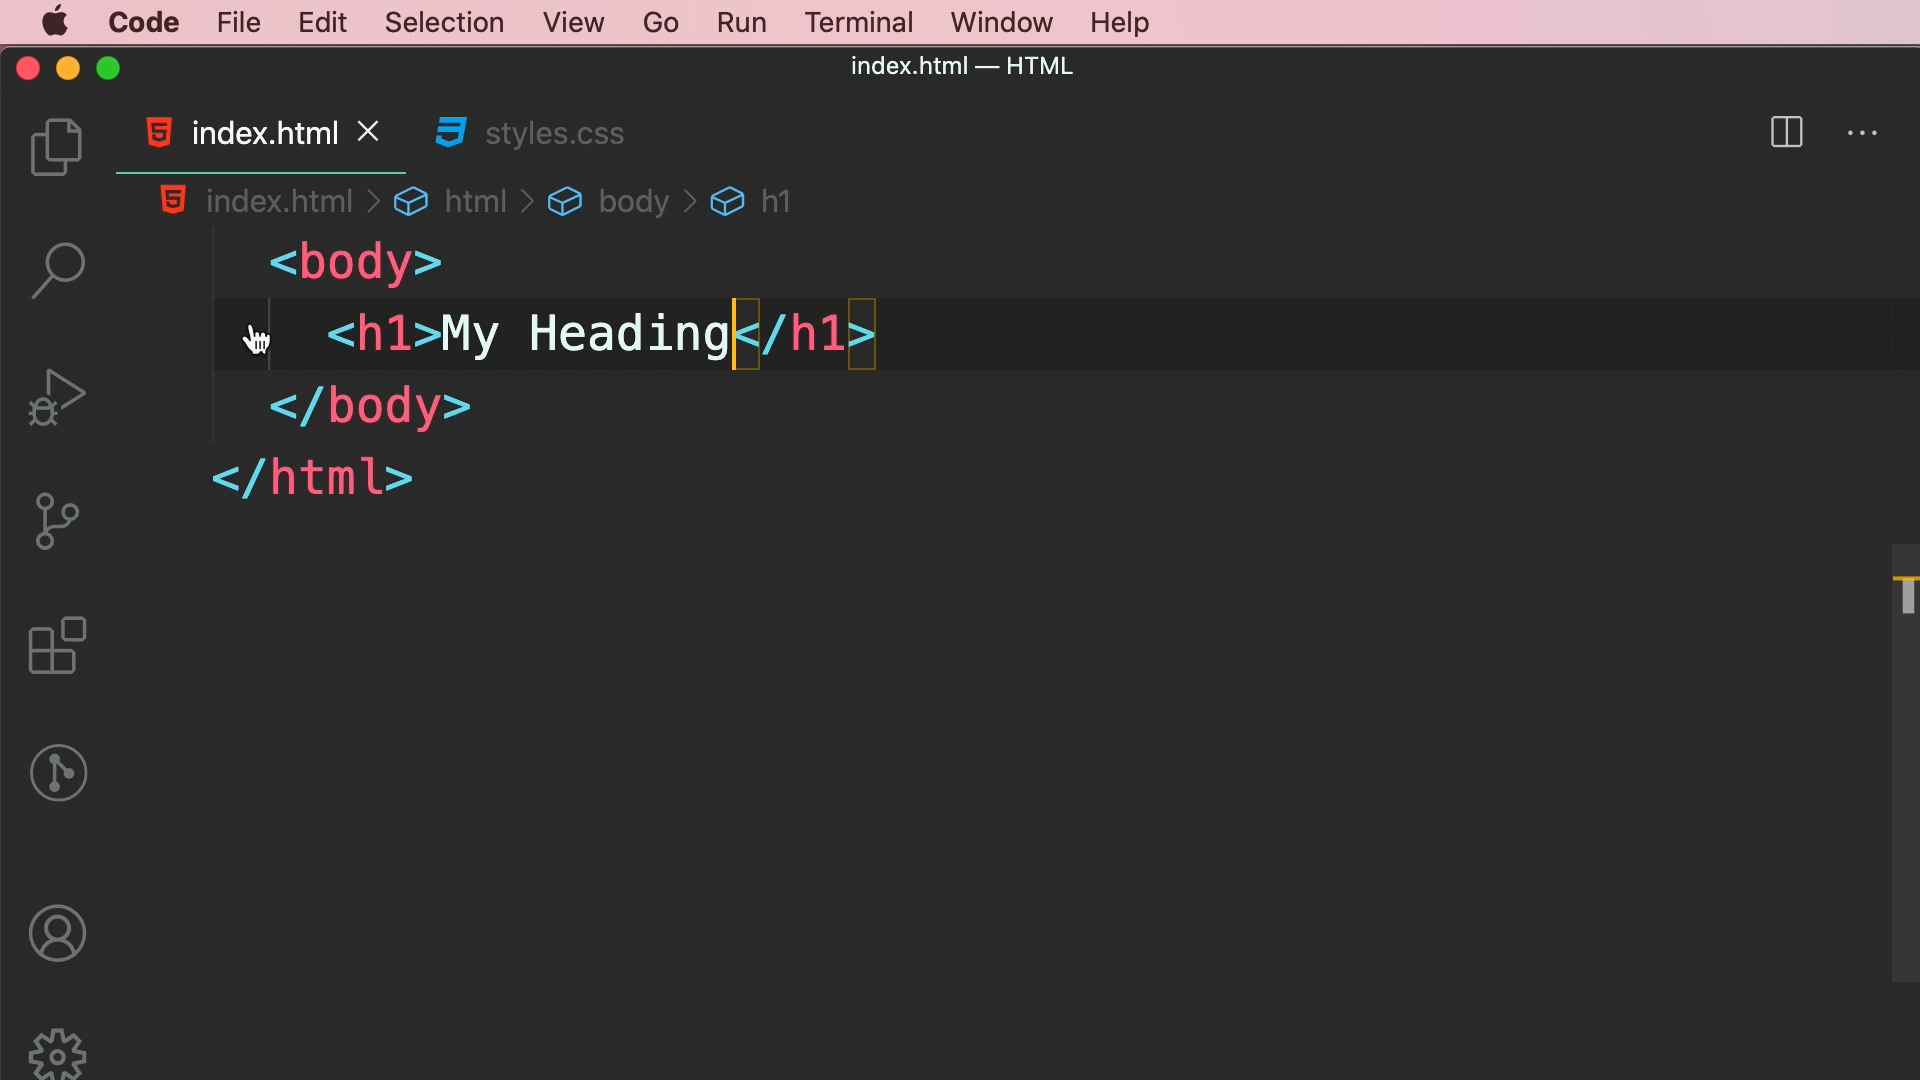 Code File Edit Selection View Go Run Terminal Window Help
index.html — HTML
index.html styles.css
index.html > html > body > h1
<body>
<h1>My Heading</h1>
</body>
</html>